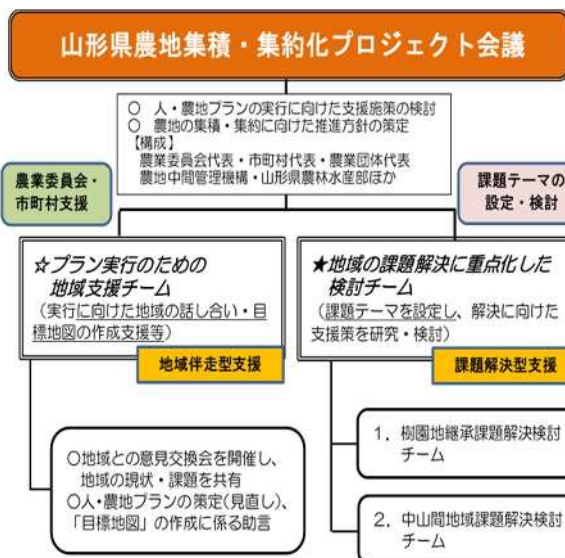 山形県農地集積・集約化プロジェクト会議
○ 人・農地プランの実行に向けた支援施策の検討
○ 農地の集積・集約に向けた推進方針の策定
【構成】
農業委員会代表・市町村代表・農業団体代表
農地中間管理機構・山形県農林水産部ほか
農業委員会・
市町村支援
課題テーマの
設定・検討
☆プラン実行のための
地域支援チーム
（実行に向けた地域の話し合い・目
標地図の作成支援等）
地域伴走型支援
★地域の課題解決に重点化した
検討チーム
（課題テーマを設定し、解決に向けた
支援策を研究・検討）
課題解決型支援
○地域との意見交換会を開催し、
地域の現状・課題を共有
○人・農地プランの策定(見直し)、
「目標地図」の作成に係る助言
1．樹園地継承課題解決検討
チーム
2．中山間地域課題解決検討
チーム